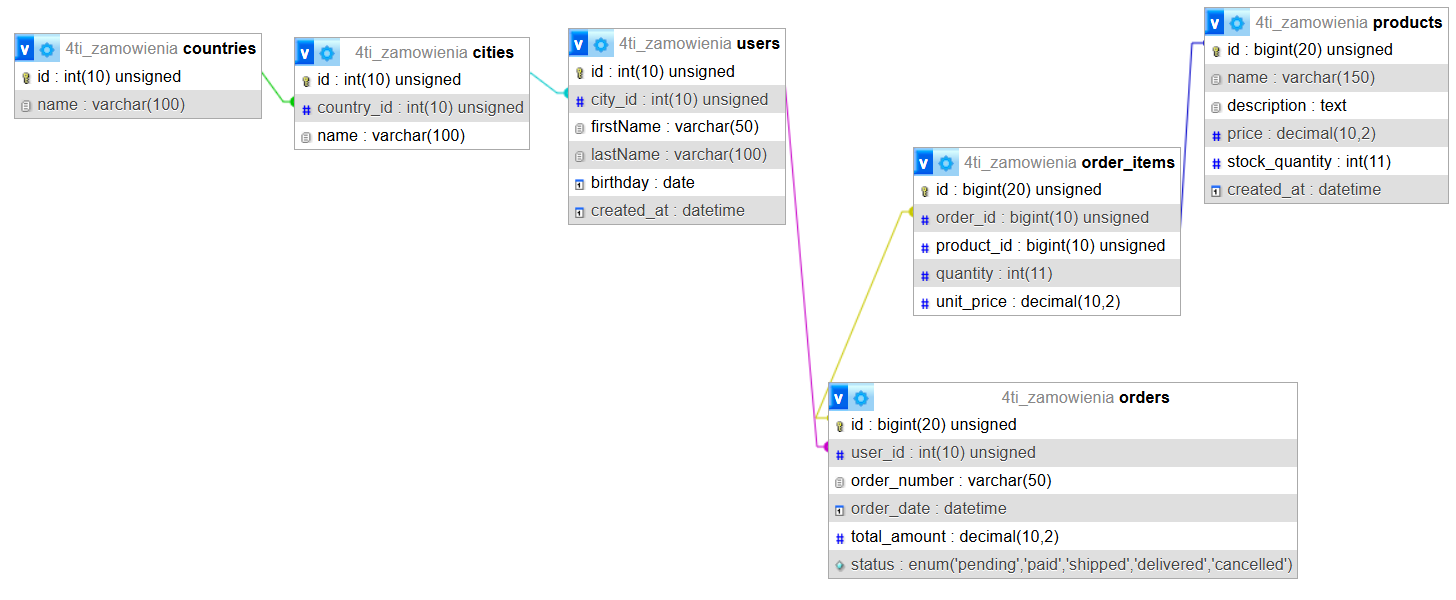 v 4ti_zamowienia countries
id : int(10) unsigned
name : varchar(100)
v 4ti_zamowienia cities
id : int(10) unsigned
# country_id : int(10) unsigned
name : varchar(100)
v 4ti_zamowienia users
id : int(10) unsigned
# city_id : int(10) unsigned
firstName : varchar(50)
lastName : varchar(100)
birthday : date
created_at : datetime
v 4ti_zamowienia products
id : bigint(20) unsigned
name : varchar(150)
description : text
# price : decimal(10,2)
# stock_quantity : int(11)
created_at : datetime
v 4ti_zamowienia order_items
id : bigint(20) unsigned
# order_id : bigint(10) unsigned
# product_id : bigint(10) unsigned
# quantity : int(11)
# unit_price : decimal(10,2)
v 4ti_zamowienia orders
id : bigint(20) unsigned
# user_id : int(10) unsigned
order_number : varchar(50)
order_date : datetime
# total_amount : decimal(10,2)
status : enum('pending','paid','shipped','delivered','cancelled')